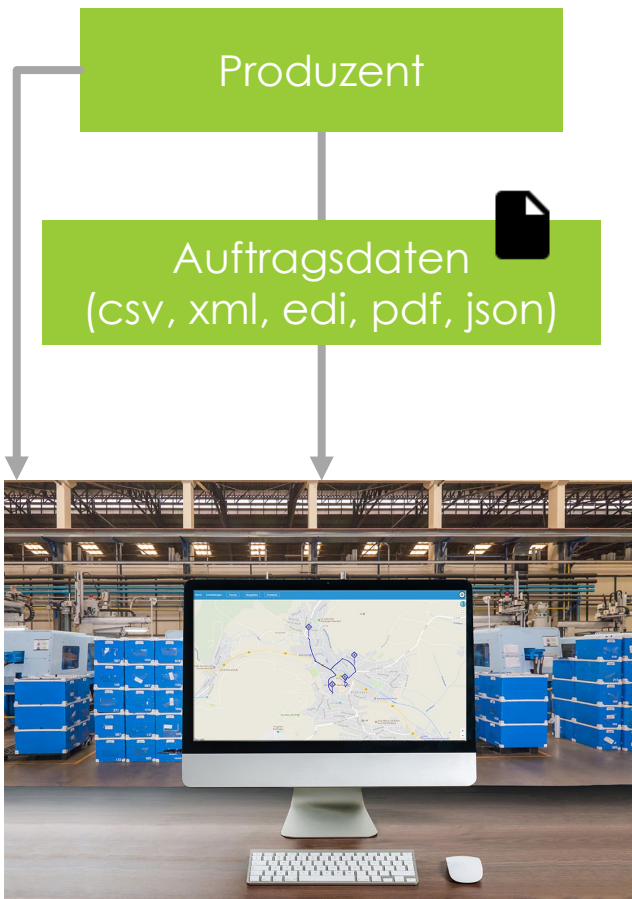 Produzent
Auftragsdaten
(csv, xml, edi, pdf, json)